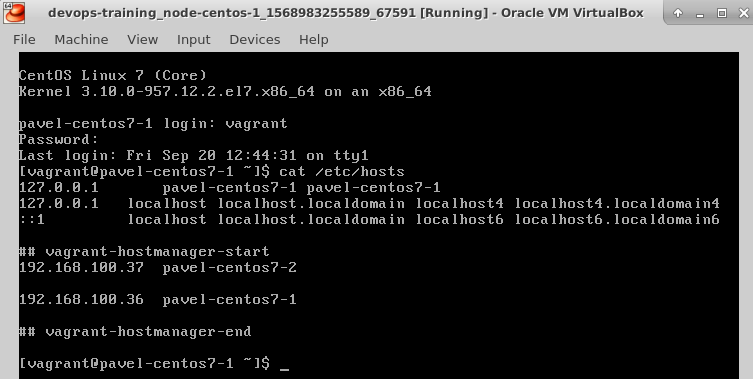 devops-training_node-centos-1_1568983255589_67591 [Running] - Oracle VM VirtualBox
File Machine View Input Devices Help
CentOS Linux 7 (Core)
Kernel 3.10.0-957.12.2.el7.x86_64 on an x86_64
pavel-centos7-1 login: vagrant
Password:
Last login: Fri Sep 20 12:44:31 on tty1
[vagrant@pavel-centos7-1 ~]$ cat /etc/hosts
127.0.0.1 pavel-centos7-1 pavel-centos7-1
127.0.0.1 localhost localhost.localdomain localhost4 localhost4.localdomain4
::1 localhost localhost.localdomain localhost6 localhost6.localdomain6
## vagrant-hostmanager-start
192.168.100.37 pavel-centos7-2
192.168.100.36 pavel-centos7-1
## vagrant-hostmanager-end
[vagrant@pavel-centos7-1 ~]$ _